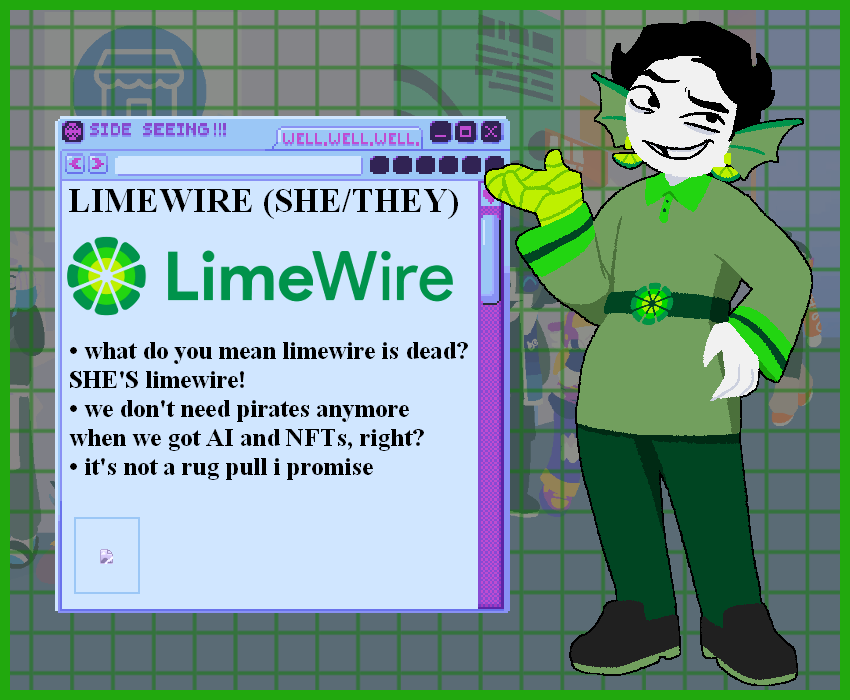 SIDE SEEING!!!
WELL.WELL.WELL.
LIMEWIRE (SHE/THEY)
LimeWire
• what do you mean limewire is dead?
SHE'S limewire!
• we don't need pirates anymore
when we got AI and NFTs, right?
• it's not a rug pull i promise